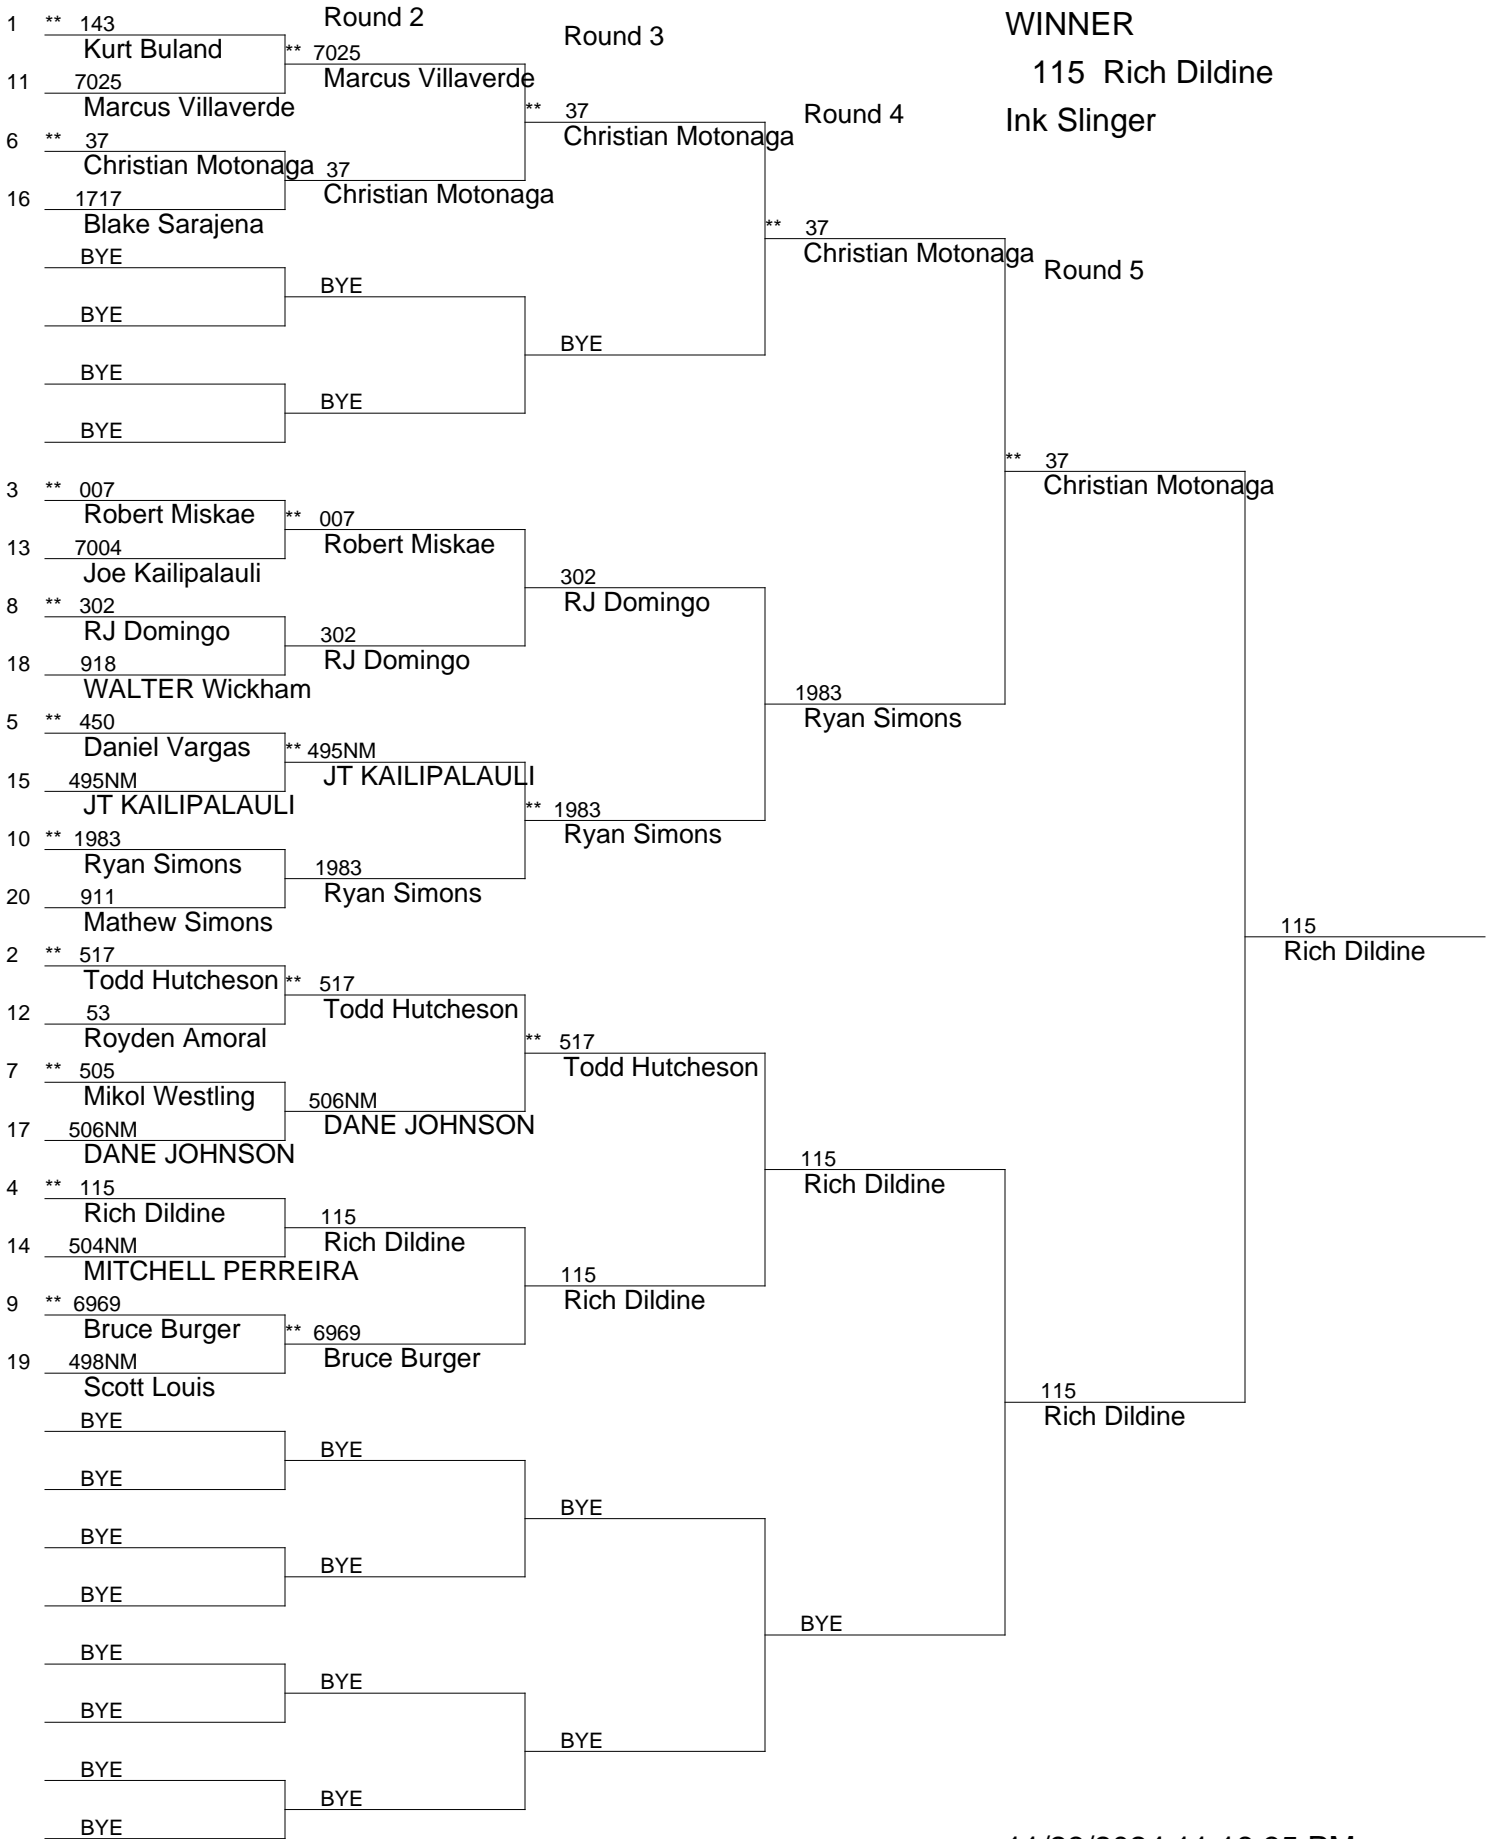 Round 2
Round 3
Round 4
Round 5
WINNER
115 Rich Dildine
Ink Slinger
1 ** 143
Kurt Buland
11 7025
Marcus Villaverde
6 ** 37
Christian Motonaga
16 1717
Blake Sarajena
BYE
BYE
BYE
BYE
3 ** 007
Robert Miskae
13 7004
Joe Kailipalauli
8 ** 302
RJ Domingo
18 918
WALTER Wickham
5 ** 450
Daniel Vargas
15 495NM
JT KAILIPALAULI
10 ** 1983
Ryan Simons
20 911
Mathew Simons
2 ** 517
Todd Hutcheson
12 53
Royden Amoral
7 ** 505
Mikol Westling
17 506NM
DANE JOHNSON
4 ** 115
Rich Dildine
14 504NM
MITCHELL PERREIRA
9 ** 6969
Bruce Burger
19 498NM
Scott Louis
BYE
BYE
BYE
BYE
BYE
BYE
BYE
BYE
** 7025
Marcus Villaverde
37
Christian Motonaga
BYE
BYE
** 007
Robert Miskae
302
RJ Domingo
** 495NM
JT KAILIPALAULI
1983
Ryan Simons
** 517
Todd Hutcheson
506NM
DANE JOHNSON
115
Rich Dildine
** 6969
Bruce Burger
BYE
BYE
BYE
BYE
** 37
Christian Motonaga
BYE
302
RJ Domingo
** 1983
Ryan Simons
** 517
Todd Hutcheson
115
Rich Dildine
BYE
BYE
** 37
Christian Motonaga
1983
Ryan Simons
115
Rich Dildine
BYE
** 37
Christian Motonaga
115
Rich Dildine
115
Rich Dildine